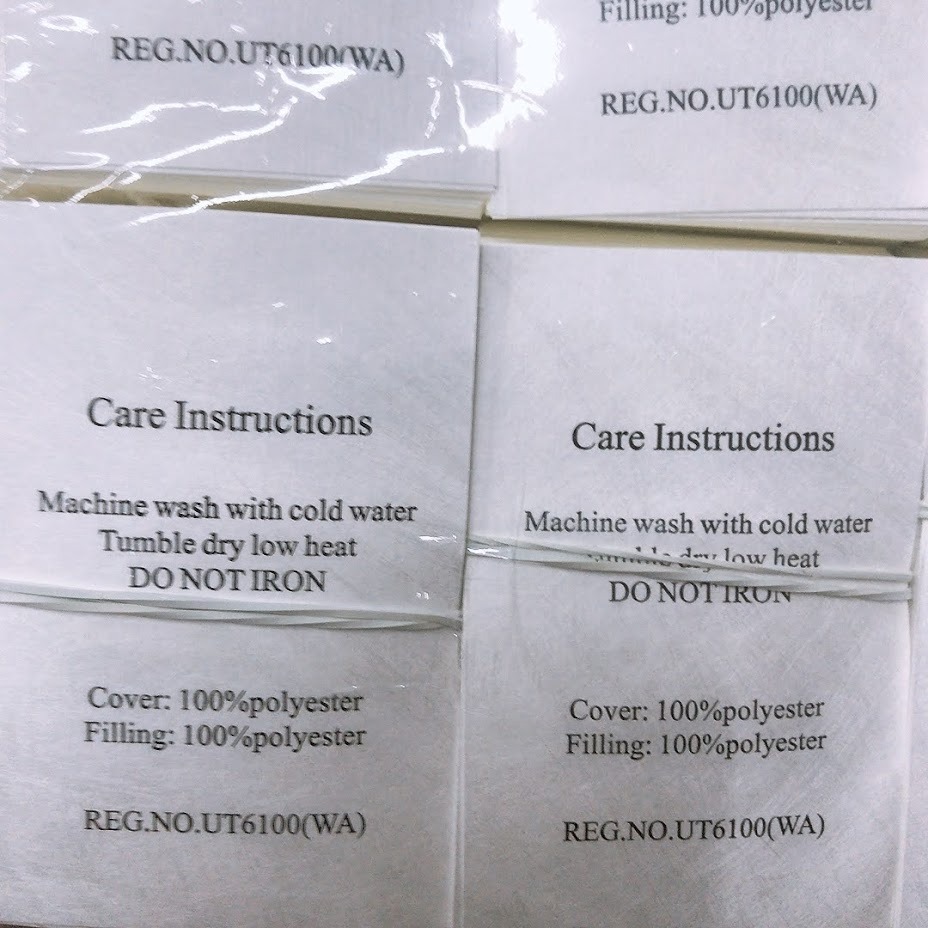 REG.NO.UT6100(WA)
Filling: 100%polyester
REG.NO.UT6100(WA)
Care Instructions
Machine wash with cold water
Tumble dry low heat
DO NOT IRON
Cover: 100%polyester
Filling: 100%polyester
REG.NO.UT6100(WA)
Care Instructions
Machine wash with cold water
dry low heat
DO NOT IRON
Cover: 100%polyester
Filling: 100%polyester
REG.NO.UT6100(WA)